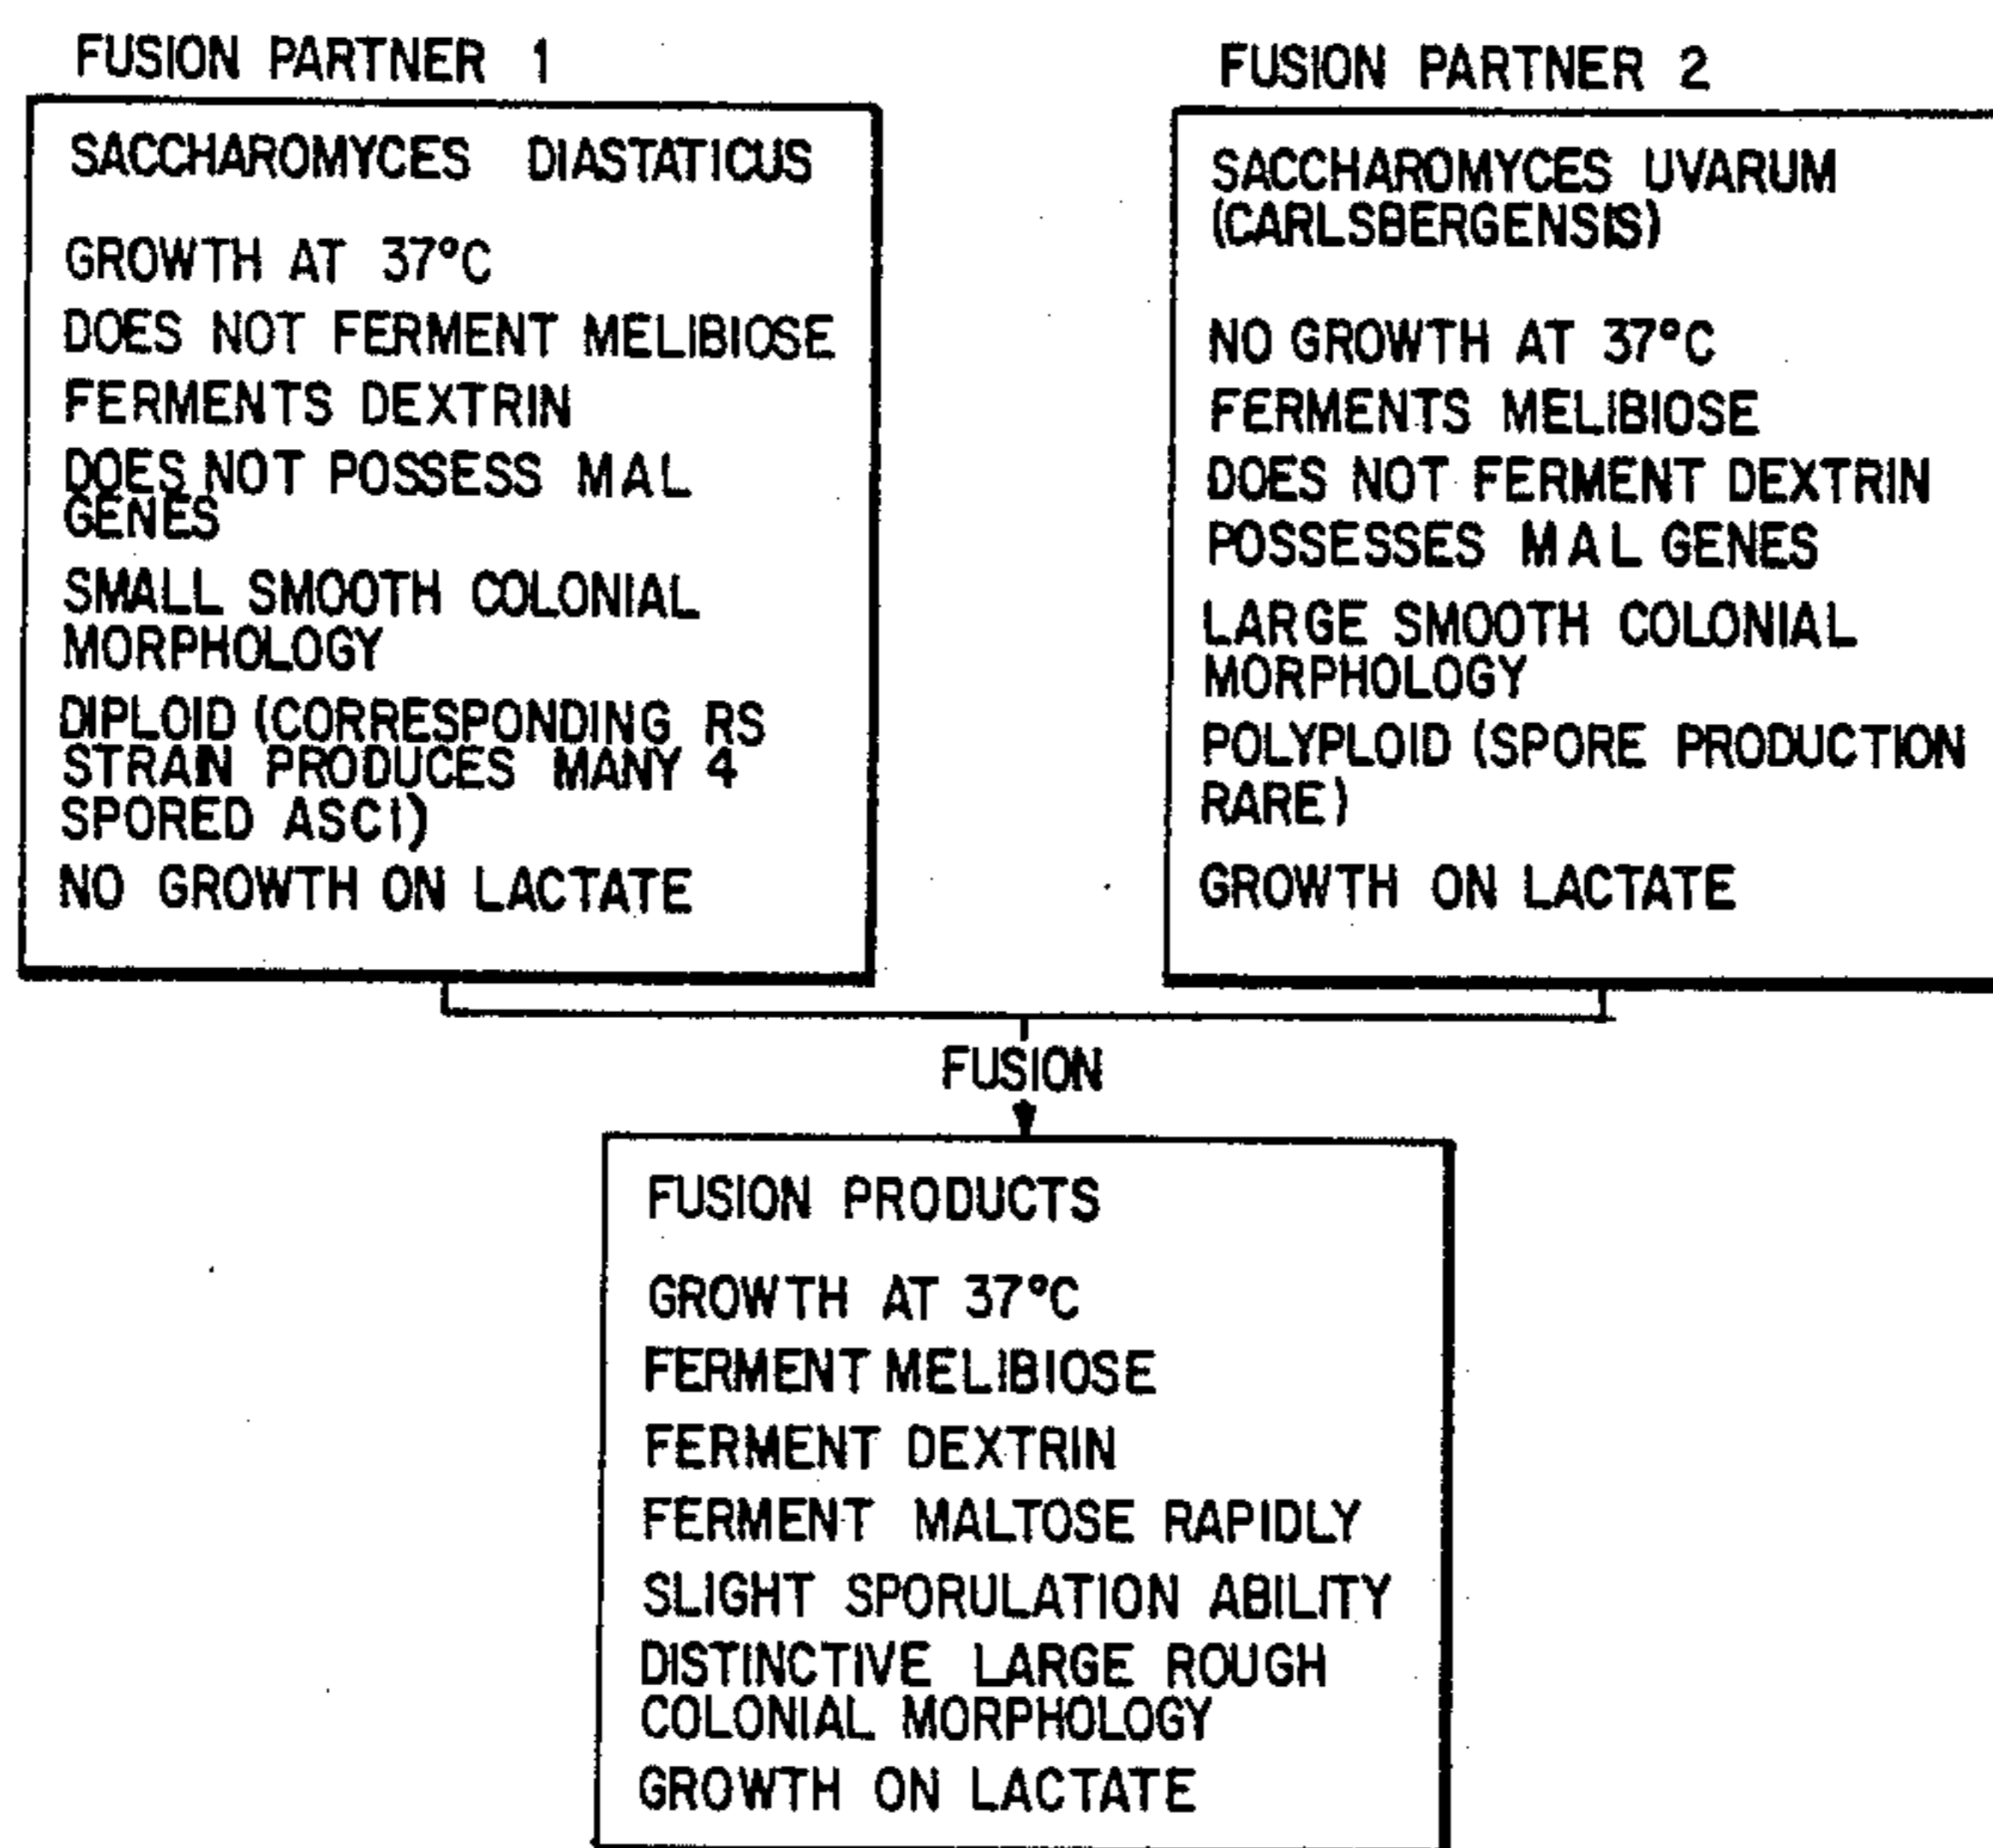 FUSION PARTNER 1
SACCHAROMYCES DIASTATICUS
GROWTH AT 37°C
DOES NOT FERMENT MELIBIOSE
FERMENTS DEXTRIN
DOES NOT POSSESS MAL
GENES
SMALL SMOOTH COLONIAL
MORPHOLOGY
DIPLOID (CORRESPONDING RS
STRAIN PRODUCES MANY 4
SPORED ASCI)
NO GROWTH ON LACTATE
FUSION PARTNER 2
SACCHAROMYCES UVARUM
(CARLSBERGENSIS)
NO GROWTH AT 37°C
FERMENTS MELIBIOSE
DOES NOT FERMENT DEXTRIN
POSSESSES MAL GENES
LARGE SMOOTH COLONIAL
MORPHOLOGY
POLYPLOID (SPORE PRODUCTION
RARE)
GROWTH ON LACTATE
FUSION
FUSION PRODUCTS
GROWTH AT 37°C
FERMENT MELIBIOSE
FERMENT DEXTRIN
FERMENT MALTOSE RAPIDLY
SLIGHT SPORULATION ABILITY
DISTINCTIVE LARGE ROUGH
COLONIAL MORPHOLOGY
GROWTH ON LACTATE